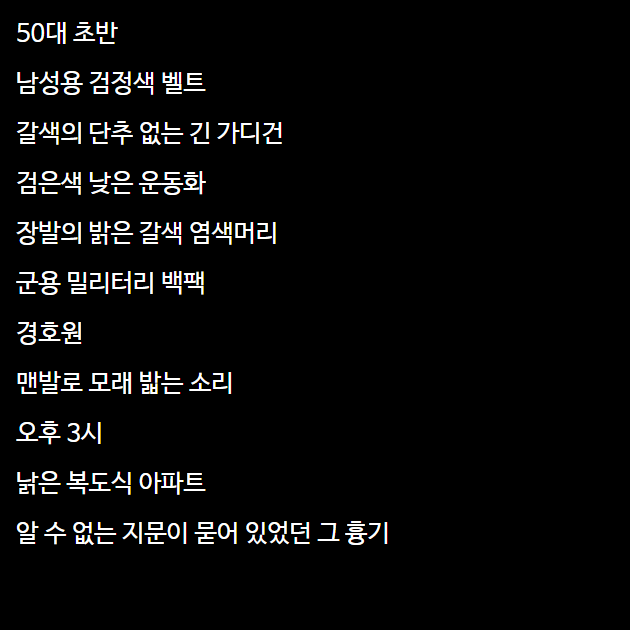 50대 초반
남성용 검정색 벨트
갈색의 단추 없는 긴 가디건
검은색 낮은 운동화
장발의 밝은 갈색 염색머리
군용 밀리터리 백팩
경호원
맨발로 모래 밟는 소리
오후 3시
낡은 복도식 아파트
알 수 없는 지문이 묻어 있었던 그 흉기